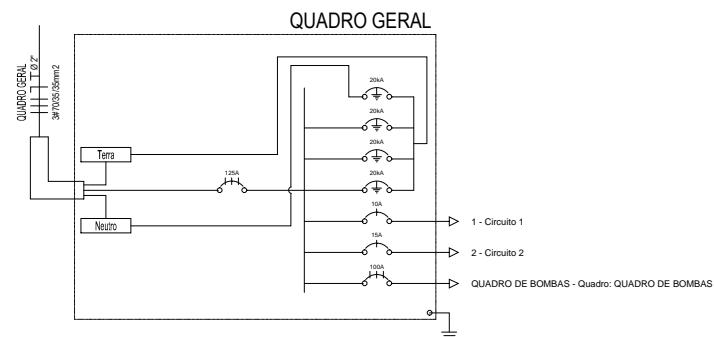 QUADRO GERAL
QUADRO GERAL
Ø 2"
3#70/35/35mm2
20kA
20kA
Terra
20kA
125A
20kA
10A
Neutro
1 - Circuito 1
15A
2 - Circuito 2
100A
QUADRO DE BOMBAS - Quadro: QUADRO DE BOMBAS